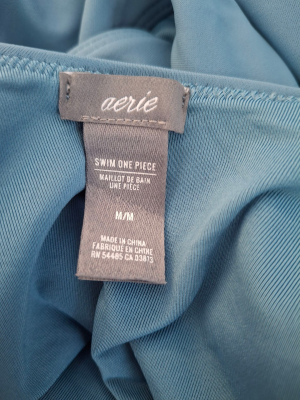 aerie
SWIM ONE PIECE
MAILLOT DE BAIN
UNE PIÈCE
M/M
MADE IN CHINA
FABRIQUÉ EN CHINE
RN 54485 CA 03813